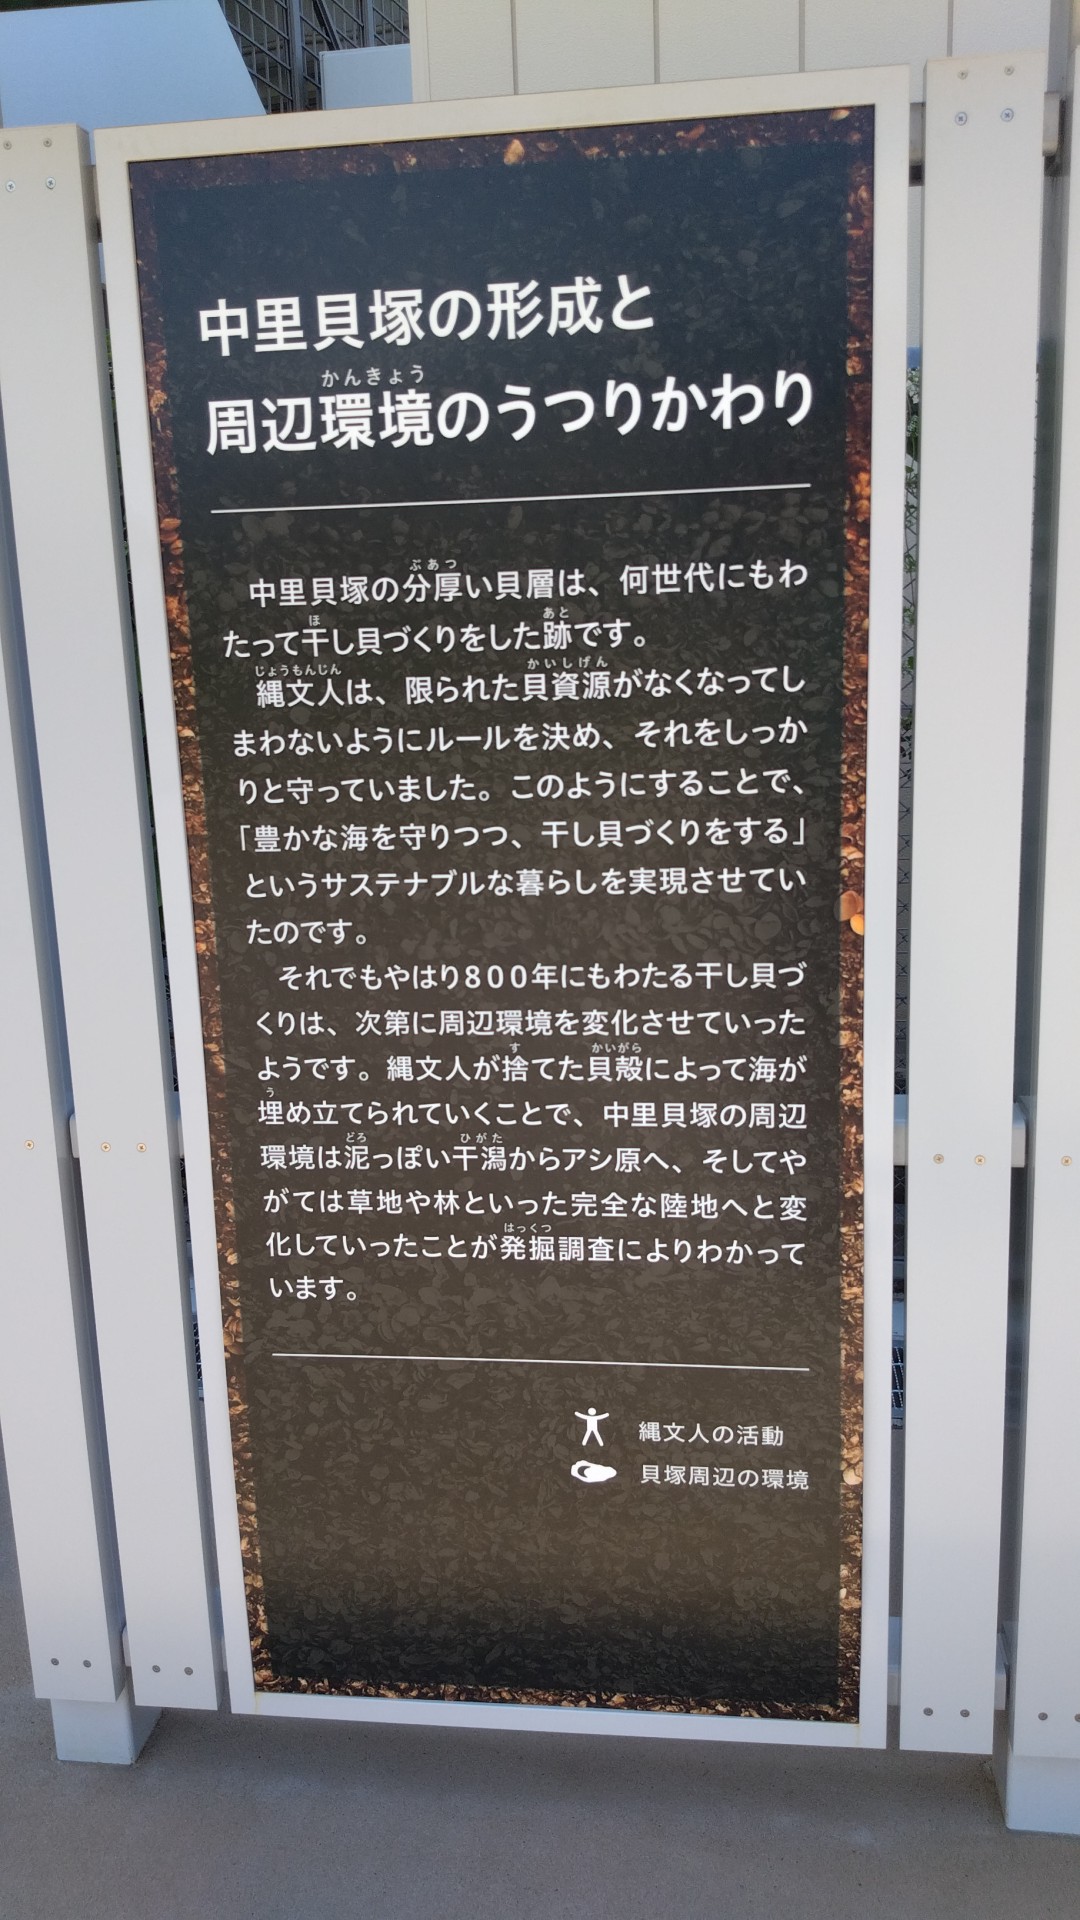 中里貝塚の形成と
かんきょう
周辺環境のうつりかわり
ぶあつ
中里貝塚の分厚い貝層は、何世代にもわ
ほ あと
たって干し貝づくりをした跡です。
じょうもんじん かいしげん
縄文人は、限られた貝資源がなくなってし
まわないようにルールを決め、それをしっか
りと守っていました。このようにすることで、
「豊かな海を守りつつ、干し貝づくりをする」
というサステナブルな暮らしを実現させてい
たのです。
それでもやはり800年にもわたる干し貝づ
くりは、次第に周辺環境を変化させていった
す かいがら
ようです。縄文人が捨てた貝殻によって海が
う
埋め立てられていくことで、中里貝塚の周辺
どろ ひがた
環境は泥っぽい干潟からアシ原へ、そしてや
がては草地や林といった完全な陸地へと変
はっくつ
化していったことが発掘調査によりわかって
います。
縄文人の活動
貝塚周辺の環境